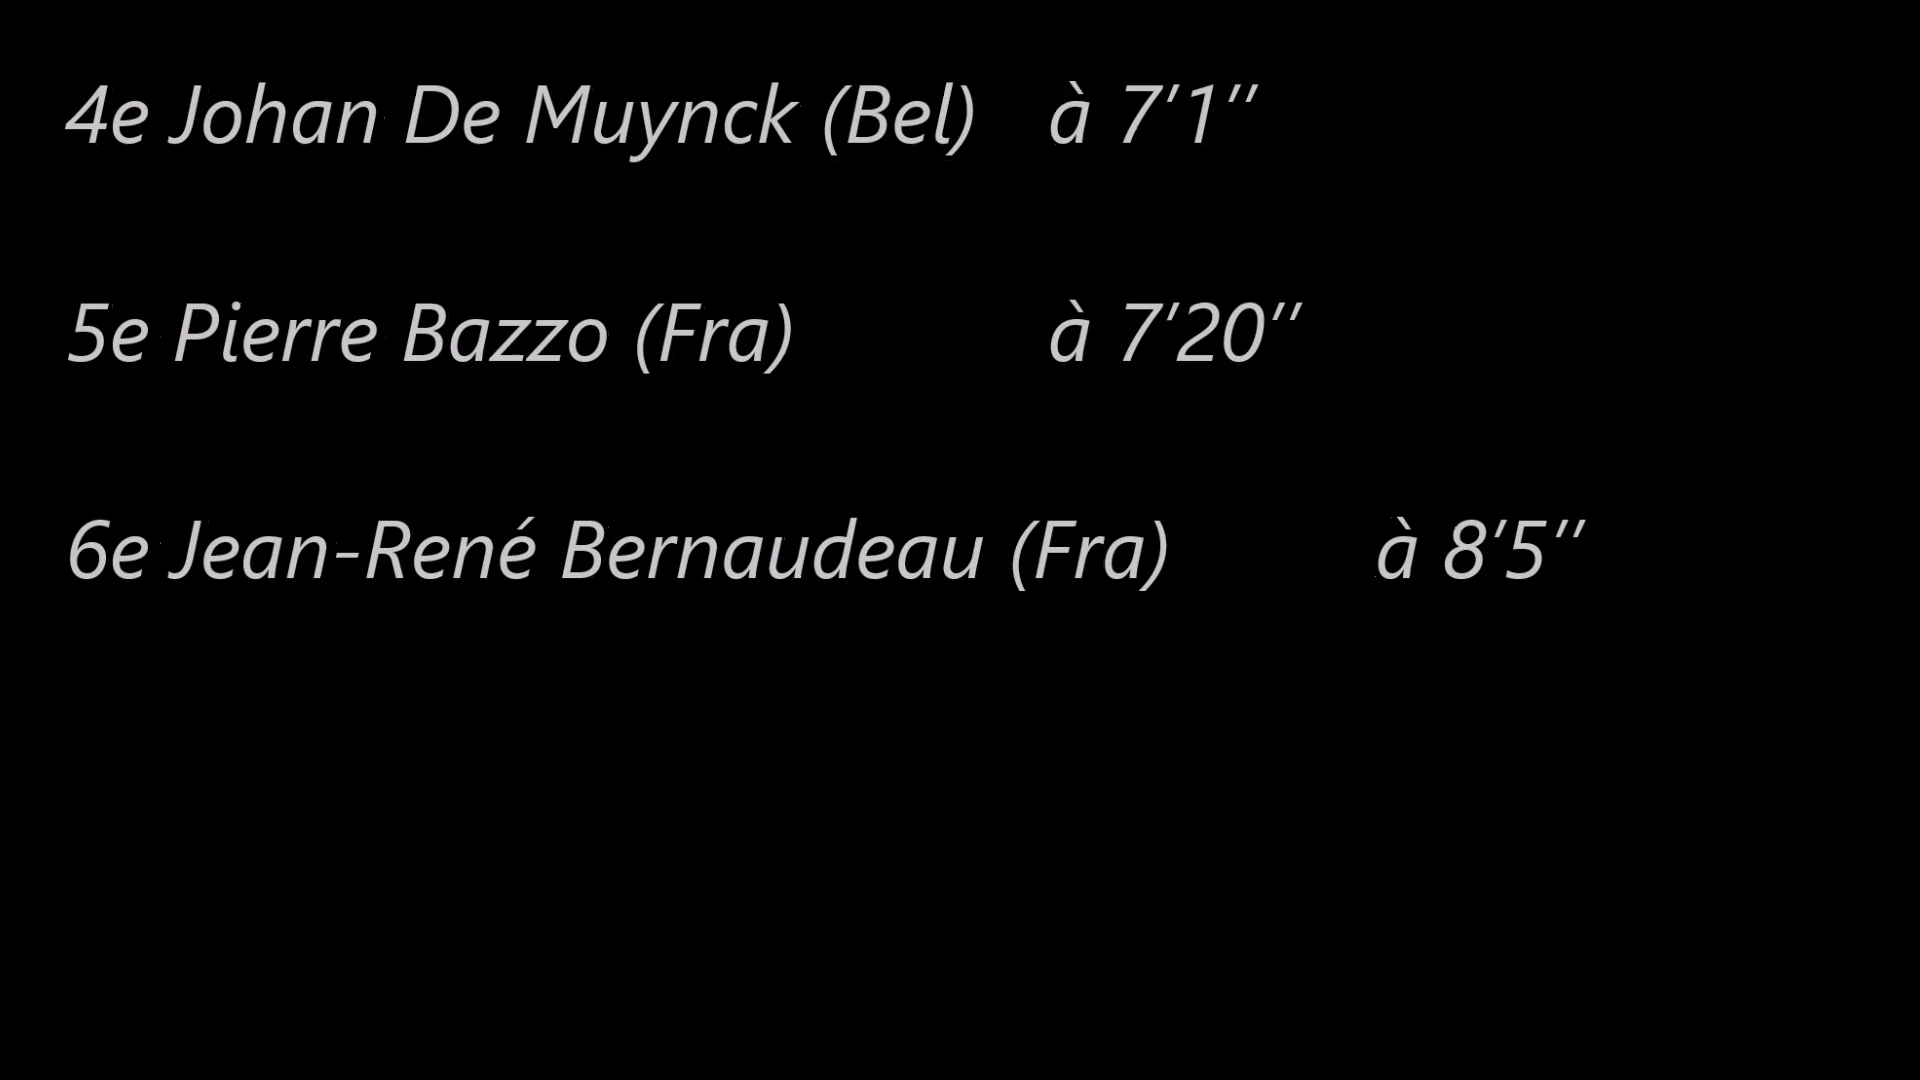 4e Johan De Muynck (Bel) à 7’1’’
5e Pierre Bazzo (Fra) à 7’20’’
6e Jean-René Bernaudeau (Fra) à 8’5’’